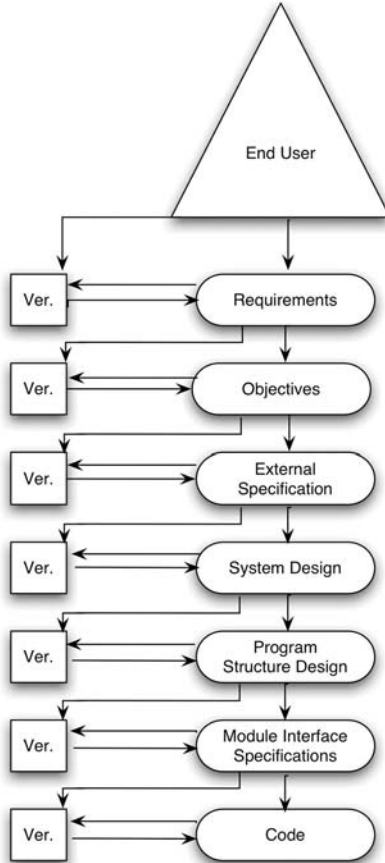 End User
Ver.
Requirements
Ver.
Objectives
Ver.
External
Specification
Ver.
System Design
Ver.
Program
Structure Design
Ver.
Module Interface
Specifications
Ver.
Code